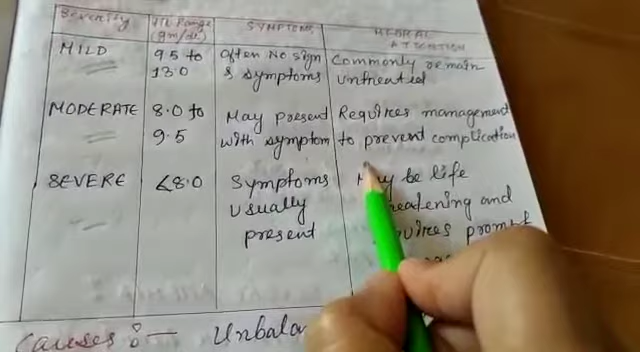 Severity Hb Range (gm/dL) SYMPTOMS MEDICAL ATTENTION
MILD 9.5 to 13.0 Often No sign & symptoms Commonly remain untreated
MODERATE 8.0 to 9.5 May present with symptom Requires management to prevent complication
SEVERE <8.0 Symptoms usually present May be life and prompt
Causes :- Unbala